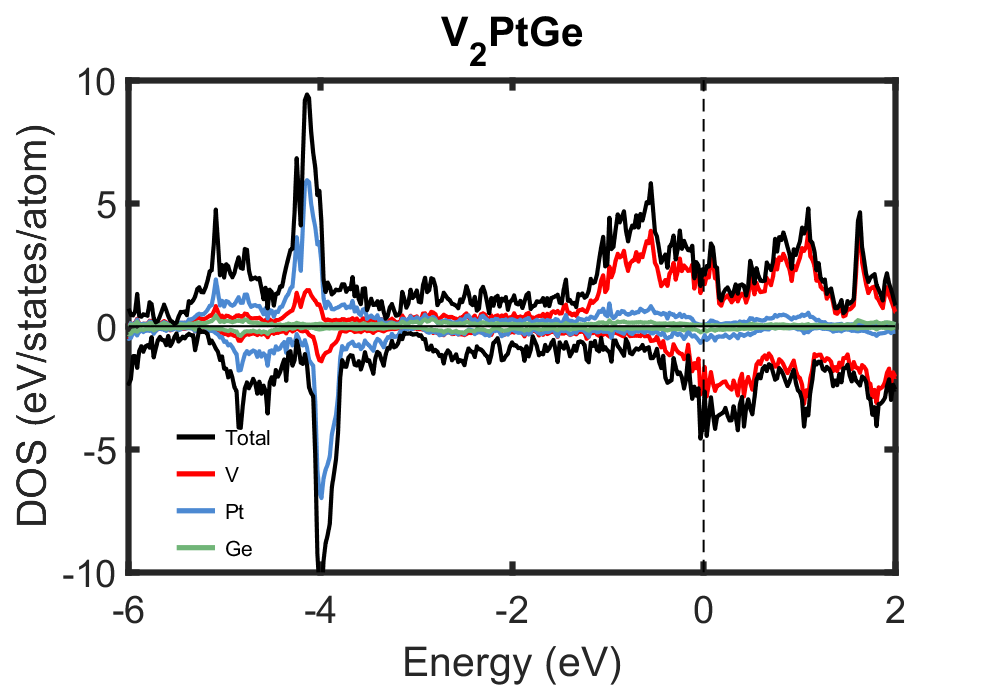 V2PtGe
DOS (eV/states/atom)
10
5
0
-5
-10
Total
V
Pt
Ge
-6 -4 -2 0 2
Energy (eV)